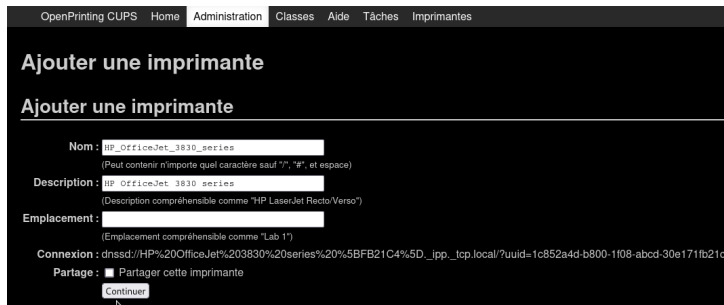 OpenPrinting CUPS Home Administration Classes Aide Tâches Imprimantes
Ajouter une imprimante
Ajouter une imprimante
Nom : HP_OfficeJet_3830_series
(Peut contenir n'importe quel caractère sauf "/", "#", et espace)
Description : HP OfficeJet 3830 series
(Description compréhensible comme "HP LaserJet Recto/Verso")
Emplacement :
(Emplacement compréhensible comme "Lab 1")
Connexion : dnssd://HP%20OfficeJet%203830%20series%20%5BFB21C4%5D._ipp._tcp.local/?uuid=1c852a4d-b800-1f08-abcd-30e171fb21c
Partage : Partager cette imprimante
Continuer